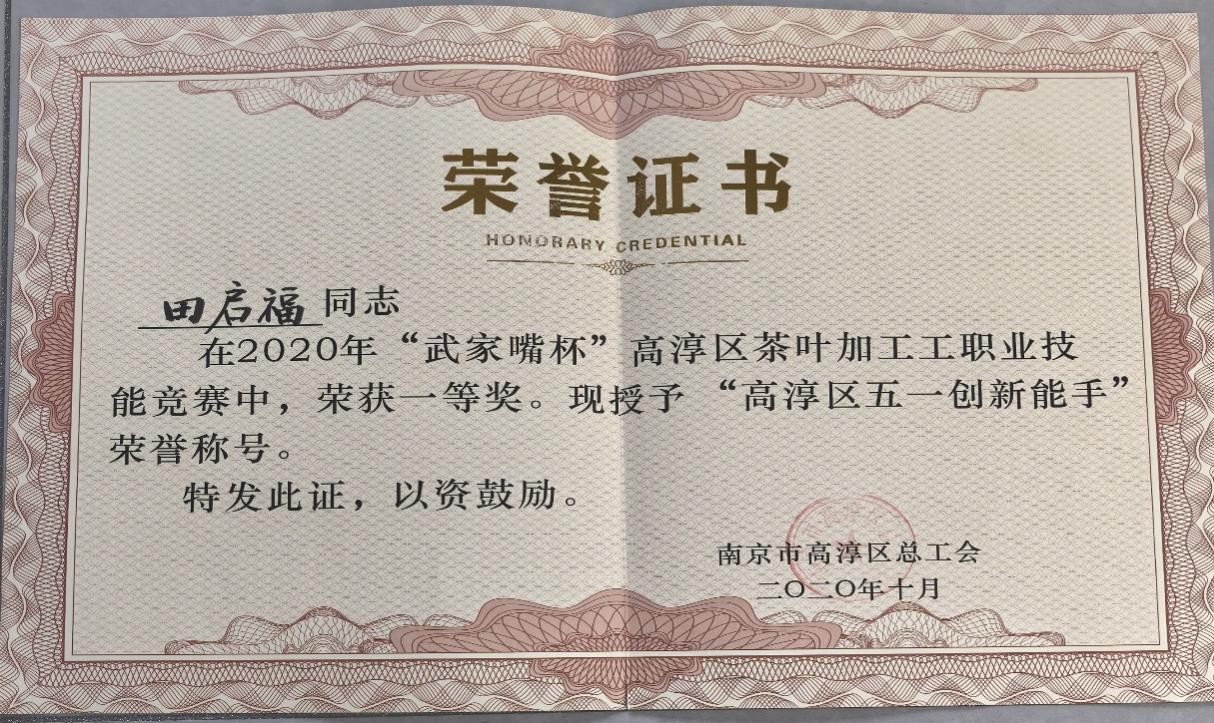 荣誉证书
HONORARY CREDENTIAL
田启福同志
在2020年“武家嘴杯”高淳区茶叶加工工职业技
能竞赛中，荣获一等奖。现授予“高淳区五一创新能手”
荣誉称号。
特发此证，以资鼓励。
南京市高淳区总工会
二〇二〇年十月